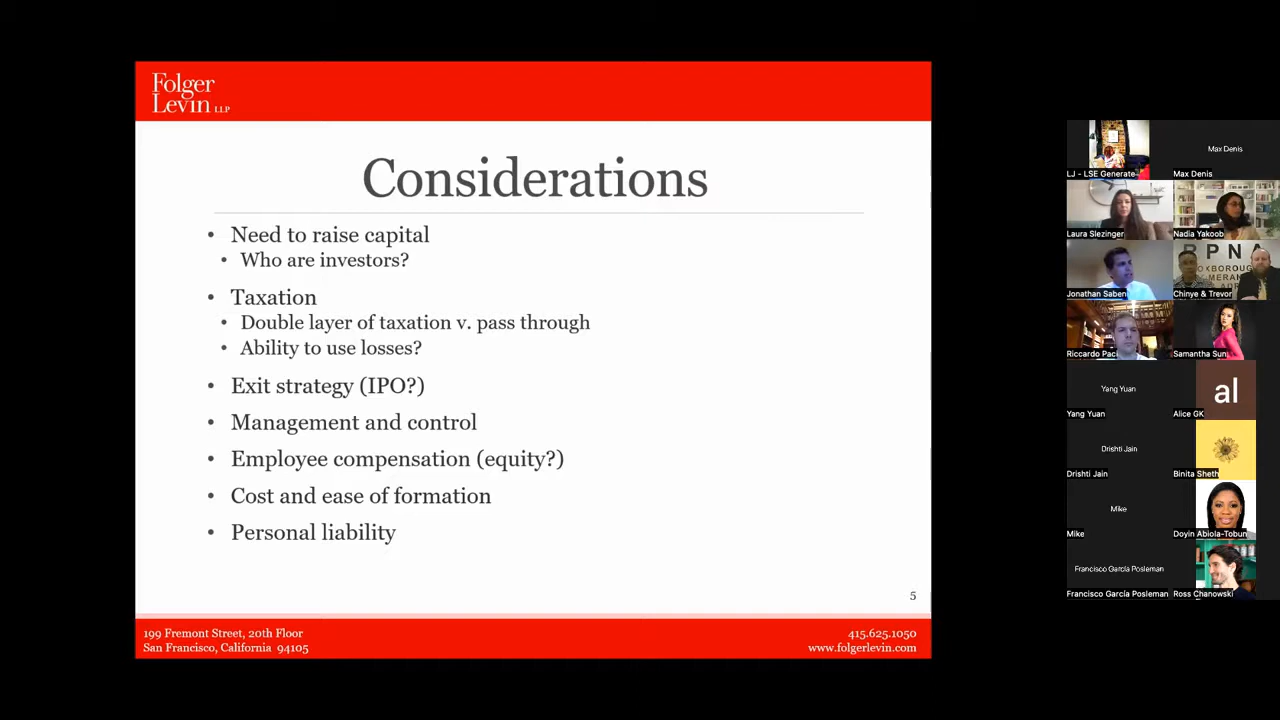 Folger
Levin LLP
Considerations
• Need to raise capital
• Who are investors?
• Taxation
• Double layer of taxation v. pass through
• Ability to use losses?
• Exit strategy (IPO?)
• Management and control
• Employee compensation (equity?)
• Cost and ease of formation
• Personal liability
5
199 Fremont Street, 20th Floor
San Francisco, California 94105
415.625.1050
www.folgerlevin.com
LJ - LSE Generate
Max Denis
Max Denis
Laura Slezinger
Nadia Yakoob
Jonathan Saben
RPNA
Chinye & Trevor
Riccardo Paci
Samantha Sun
Yang Yuan
Yang Yuan
al
Alice GK
Drishti Jain
Drishti Jain
Binita Sheth
Mike
Mike
Doyin Abiola-Tobun
Francisco García Posleman
Francisco García Posleman
Ross Chanowski